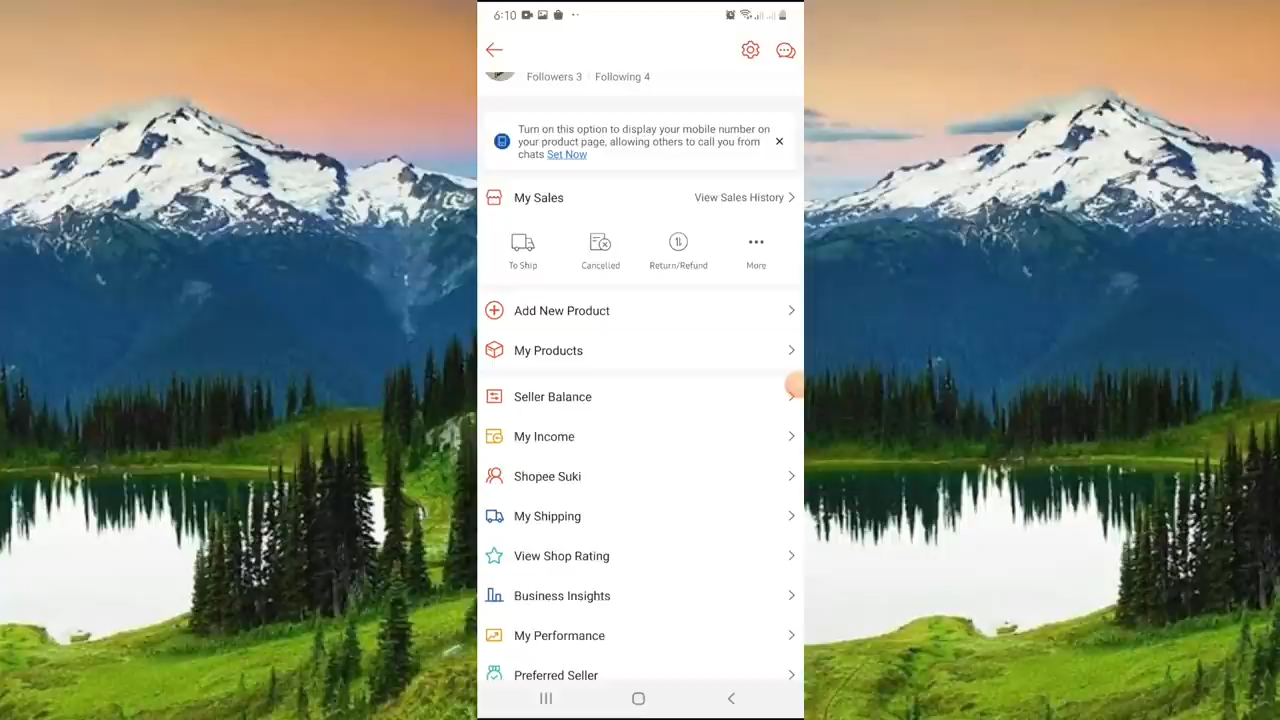 6:10
Followers 3 Following 4
Turn on this option to display your mobile number on
your product page, allowing others to call you from
chats Set Now
My Sales View Sales History
To Ship Cancelled Return/Refund More
Add New Product
My Products
Seller Balance
My Income
Shopee Suki
My Shipping
View Shop Rating
Business Insights
My Performance
Preferred Seller